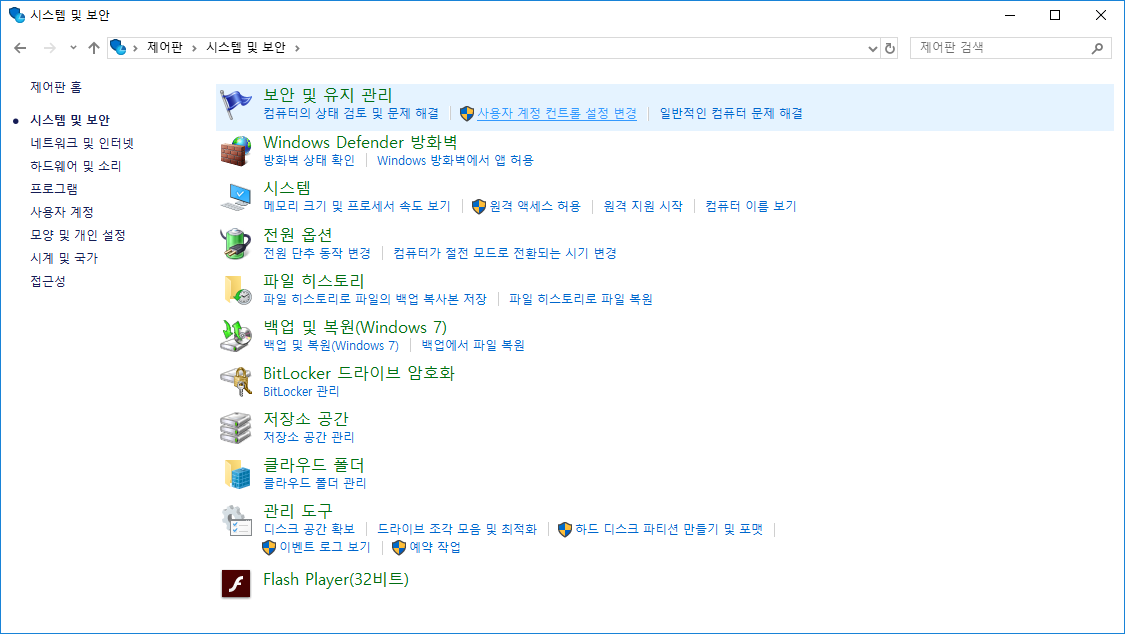 시스템 및 보안
제어판 시스템 및 보안 제어판 검색
제어판 홈
시스템 및 보안
네트워크 및 인터넷
하드웨어 및 소리
프로그램
사용자 계정
모양 및 개인 설정
시계 및 국가
접근성
보안 및 유지 관리
컴퓨터의 상태 검토 및 문제 해결 사용자 계정 컨트롤 설정 변경 일반적인 컴퓨터 문제 해결
Windows Defender 방화벽
방화벽 상태 확인 Windows 방화벽에서 앱 허용
시스템
메모리 크기 및 프로세서 속도 보기 원격 액세스 허용 원격 지원 시작 컴퓨터 이름 보기
전원 옵션
전원 단추 동작 변경 컴퓨터가 절전 모드로 전환되는 시기 변경
파일 히스토리
파일 히스토리로 파일의 백업 복사본 저장 파일 히스토리로 파일 복원
백업 및 복원(Windows 7)
백업 및 복원(Windows 7) 백업에서 파일 복원
BitLocker 드라이브 암호화
BitLocker 관리
저장소 공간
저장소 공간 관리
클라우드 폴더
클라우드 폴더 관리
관리 도구
디스크 공간 확보 드라이브 조각 모음 및 최적화 하드 디스크 파티션 만들기 및 포맷
이벤트 로그 보기 예약 작업
Flash Player(32비트)